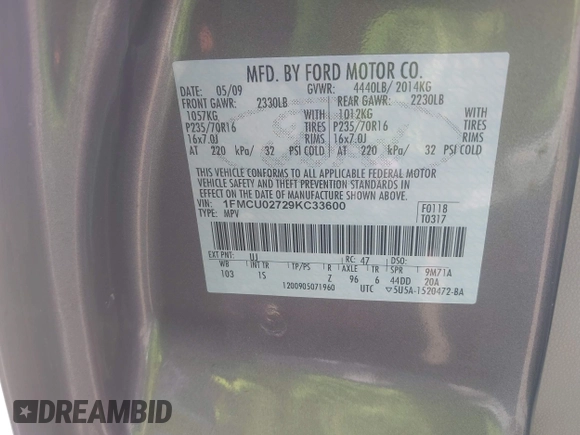 MFD. BY FORD MOTOR CO.
05/09 GVWR: 4440LB/ 2014KG
FRONT GAWR: 2330LB REAR GAWR: 2230LB
1057KG WITH 1012KG WITH
P235/70R16 TIRES P235/70R16 TIRES
16x7.0J RIMS 16x7.0J RIMS
AT 220 kPa/ 32 PSI COLD AT 220 kPa/ 32 PSI COLD
THIS VEHICLE CONFORMS TO ALL APPLICABLE FEDERAL MOTOR
VEHICLE SAFETY AND THEFT PREVENTION STANDARDS IN
EFFECT ON THE DATE OF MANUFACTURE SHOWN ABOVE.
VIN: 1FMCU02729KC33600
TYPE: MPV
F0118
T0317
EXT PNT: UJ RC: 47 DSO:
WB INT TR TP/PS R AXLE TR SPR 9M71A
103 IS Z 96 6 44DD 20A
1200905071960 UTC 5U5A-1520472-BA
DREAMBID